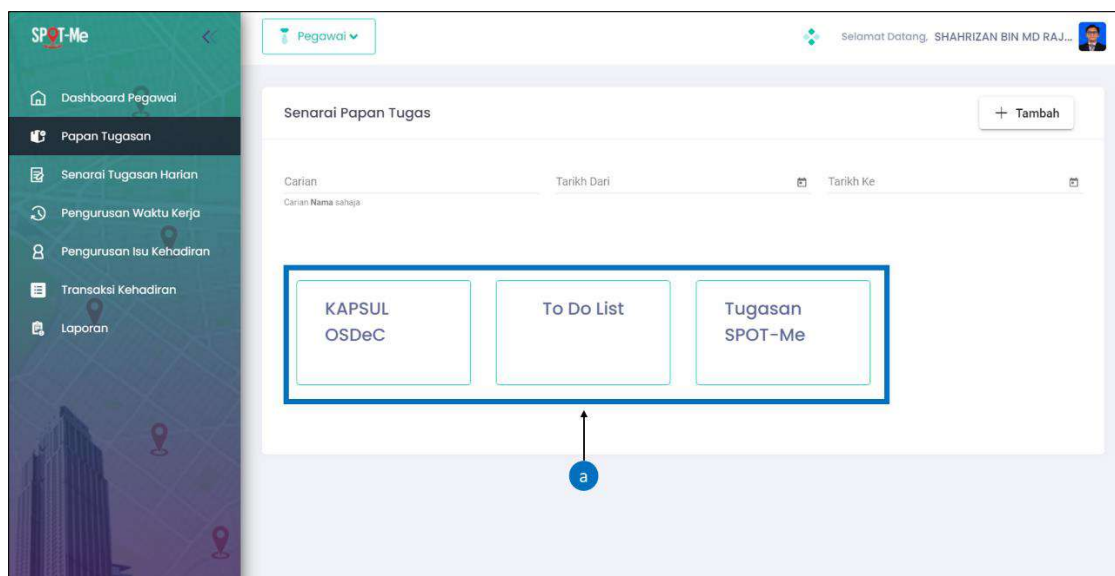 SPOT-Me
Pegawai
Selamat Datang, SHAHRIZAN BIN MD RAJ...
Dashboard Pegawai
Papan Tugasan
Senarai Tugasan Harian
Pengurusan Waktu Kerja
Pengurusan Isu Kehadiran
Transaksi Kehadiran
Laporan
Senarai Papan Tugas
+ Tambah
Carian
Tarikh Dari
Tarikh Ke
Carian Nama sahaja
KAPSUL
OSDeC
To Do List
Tugasan
SPOT-Me
a